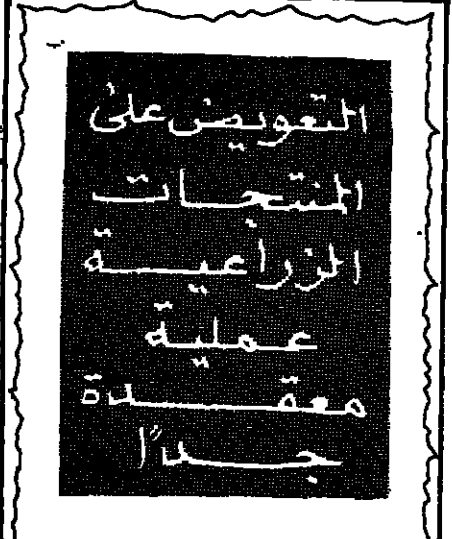 التعويض على
المنتجات
الزراعية
عملية
معقدة
جداً